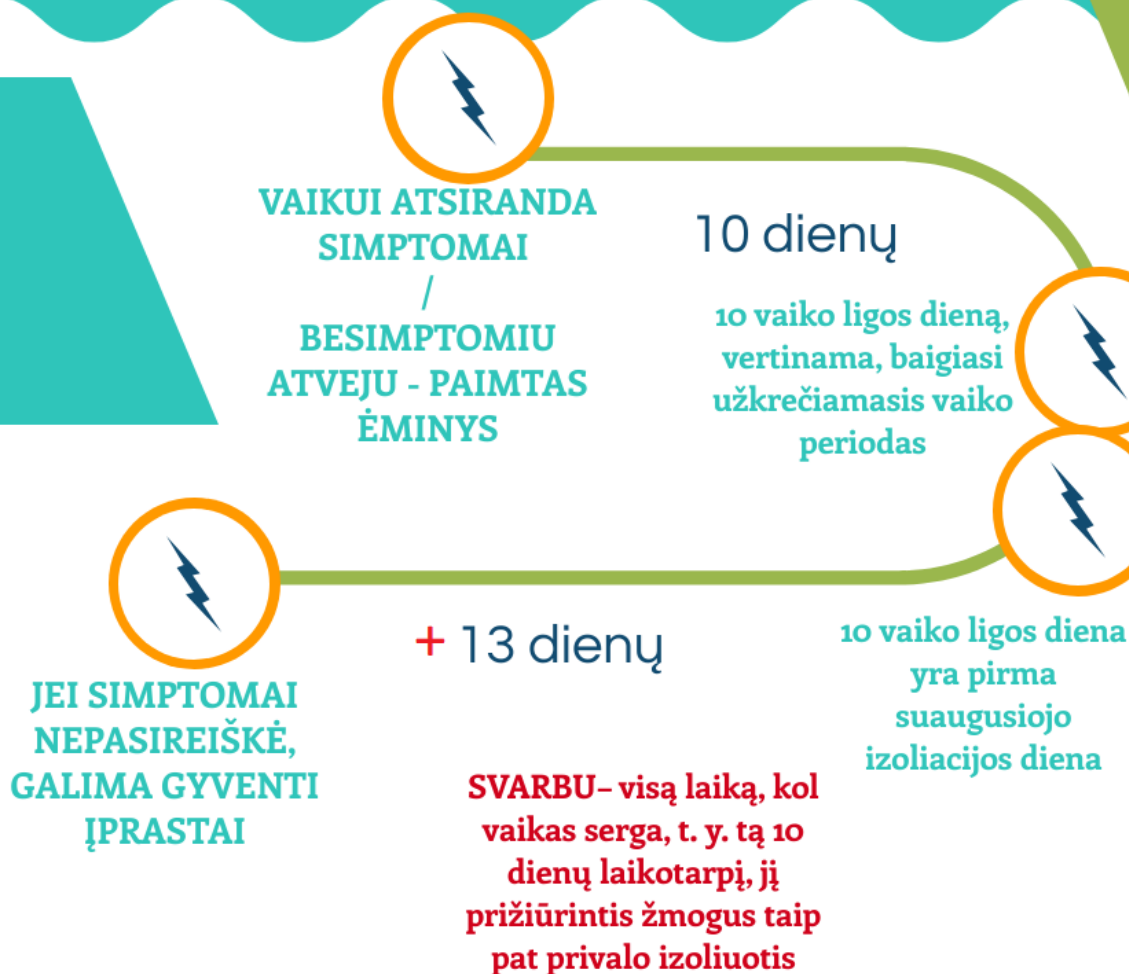 VAIKUI ATSIRANDA
SIMPTOMAI
/
BESIMPTOMIU
ATVEJU - PAIMTAS
ĖMINYS
10 dienų
10 vaiko ligos dieną,
vertinama, baigiasi
užkrečiamasis vaiko
periodas
10 vaiko ligos diena
yra pirma
suaugusiojo
izoliacijos diena
+ 13 dienų
JEI SIMPTOMAI
NEPASIREIŠKĖ,
GALIMA GYVENTI
ĮPRASTAI
SVARBU– visą laiką, kol
vaikas serga, t. y. tą 10
dienų laikotarpį, jį
prižiūrintis žmogus taip
pat privalo izoliuotis